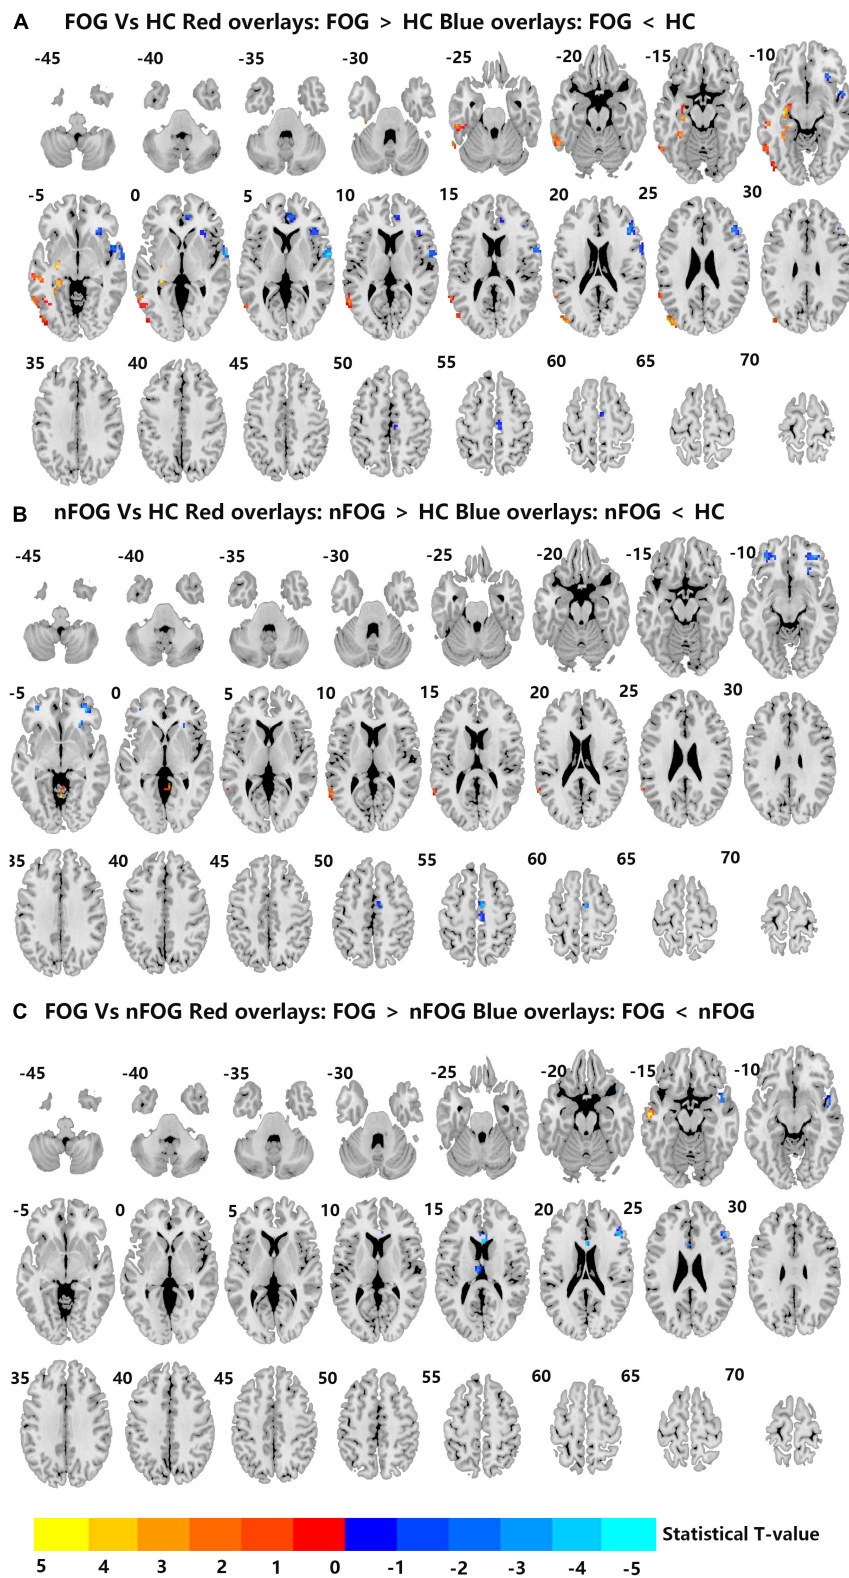 A FOG Vs HC Red overlays: FOG > HC Blue overlays: FOG < HC
-45 -40 -35 -30 -25 -20 -15 -10
-5 0 5 10 15 20 25 30
35 40 45 50 55 60 65 70
B nFOG Vs HC Red overlays: nFOG > HC Blue overlays: nFOG < HC
-45 -40 -35 -30 -25 -20 -15 -10
-5 0 5 10 15 20 25 30
35 40 45 50 55 60 65 70
C FOG Vs nFOG Red overlays: FOG > nFOG Blue overlays: FOG < nFOG
-45 -40 -35 -30 -25 -20 -15 -10
-5 0 5 10 15 20 25 30
35 40 45 50 55 60 65 70
Statistical T-value
5 4 3 2 1 0 -1 -2 -3 -4 -5